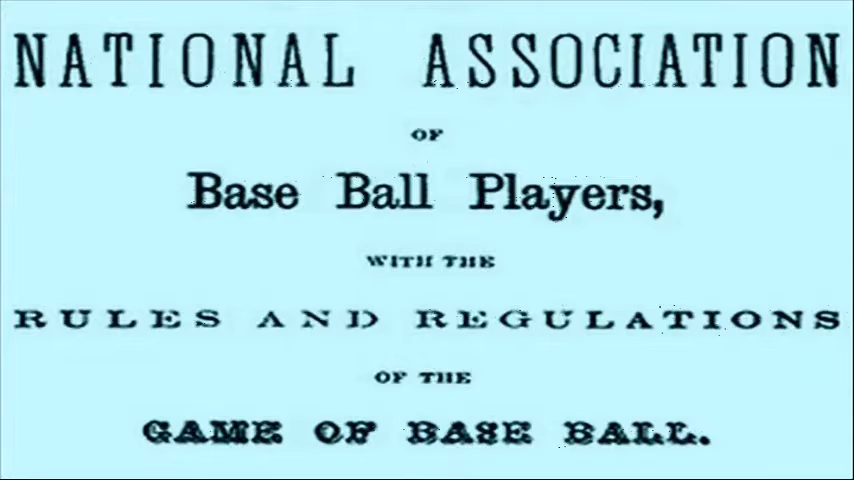 NATIONAL ASSOCIATION
OF
Base Ball Players,
WITH THE
RULES AND REGULATIONS
OF THE
GAME OF BASE BALL.